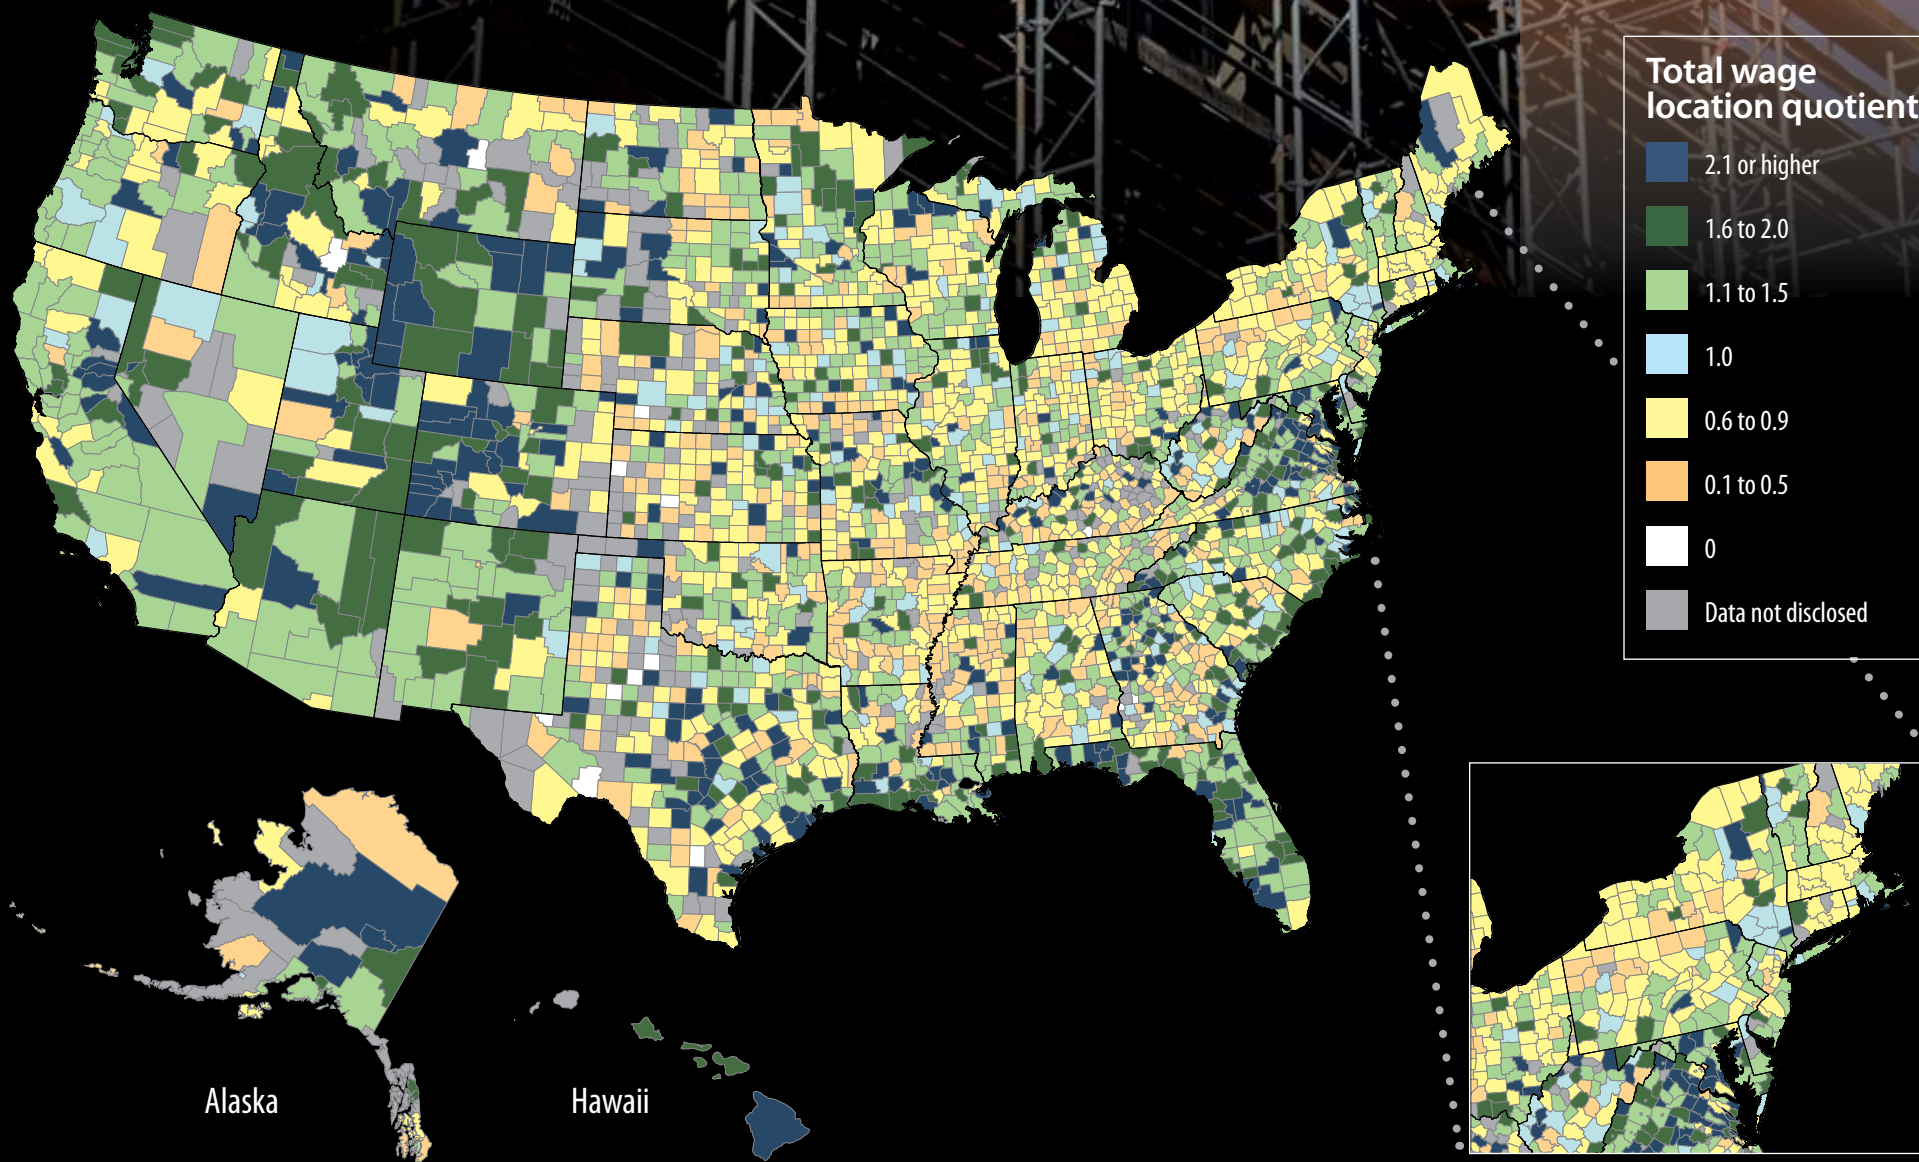 Total wage
location quotient
2.1 or higher
1.6 to 2.0
1.1 to 1.5
1.0
0.6 to 0.9
0.1 to 0.5
0
Data not disclosed
Alaska
Hawaii